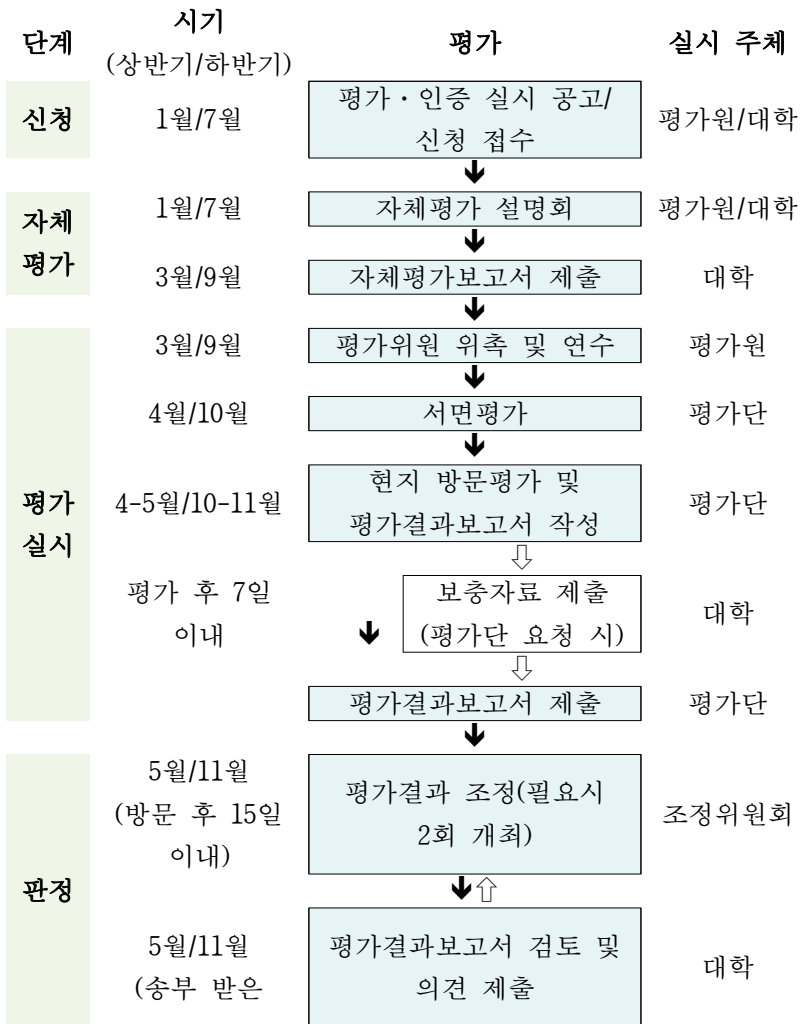 단계 시기 평가 실시 주체
(상반기/하반기)
신청 1월/7월 평가・인증 실시 공고/ 평가원/대학
신청 접수
자체 1월/7월 자체평가 설명회 평가원/대학
평가 3월/9월 자체평가보고서 제출 대학
3월/9월 평가위원 위촉 및 연수 평가원
4월/10월 서면평가 평가단
평가 4-5월/10-11월 현지 방문평가 및 평가단
실시 평가결과보고서 작성
평가 후 7일 보충자료 제출 대학
이내 (평가단 요청 시)
평가결과보고서 제출 평가단
5월/11월 평가결과 조정(필요시 조정위원회
(방문 후 15일 2회 개최)
이내)
판정
5월/11월 평가결과보고서 검토 및 대학
(송부 받은 의견 제출